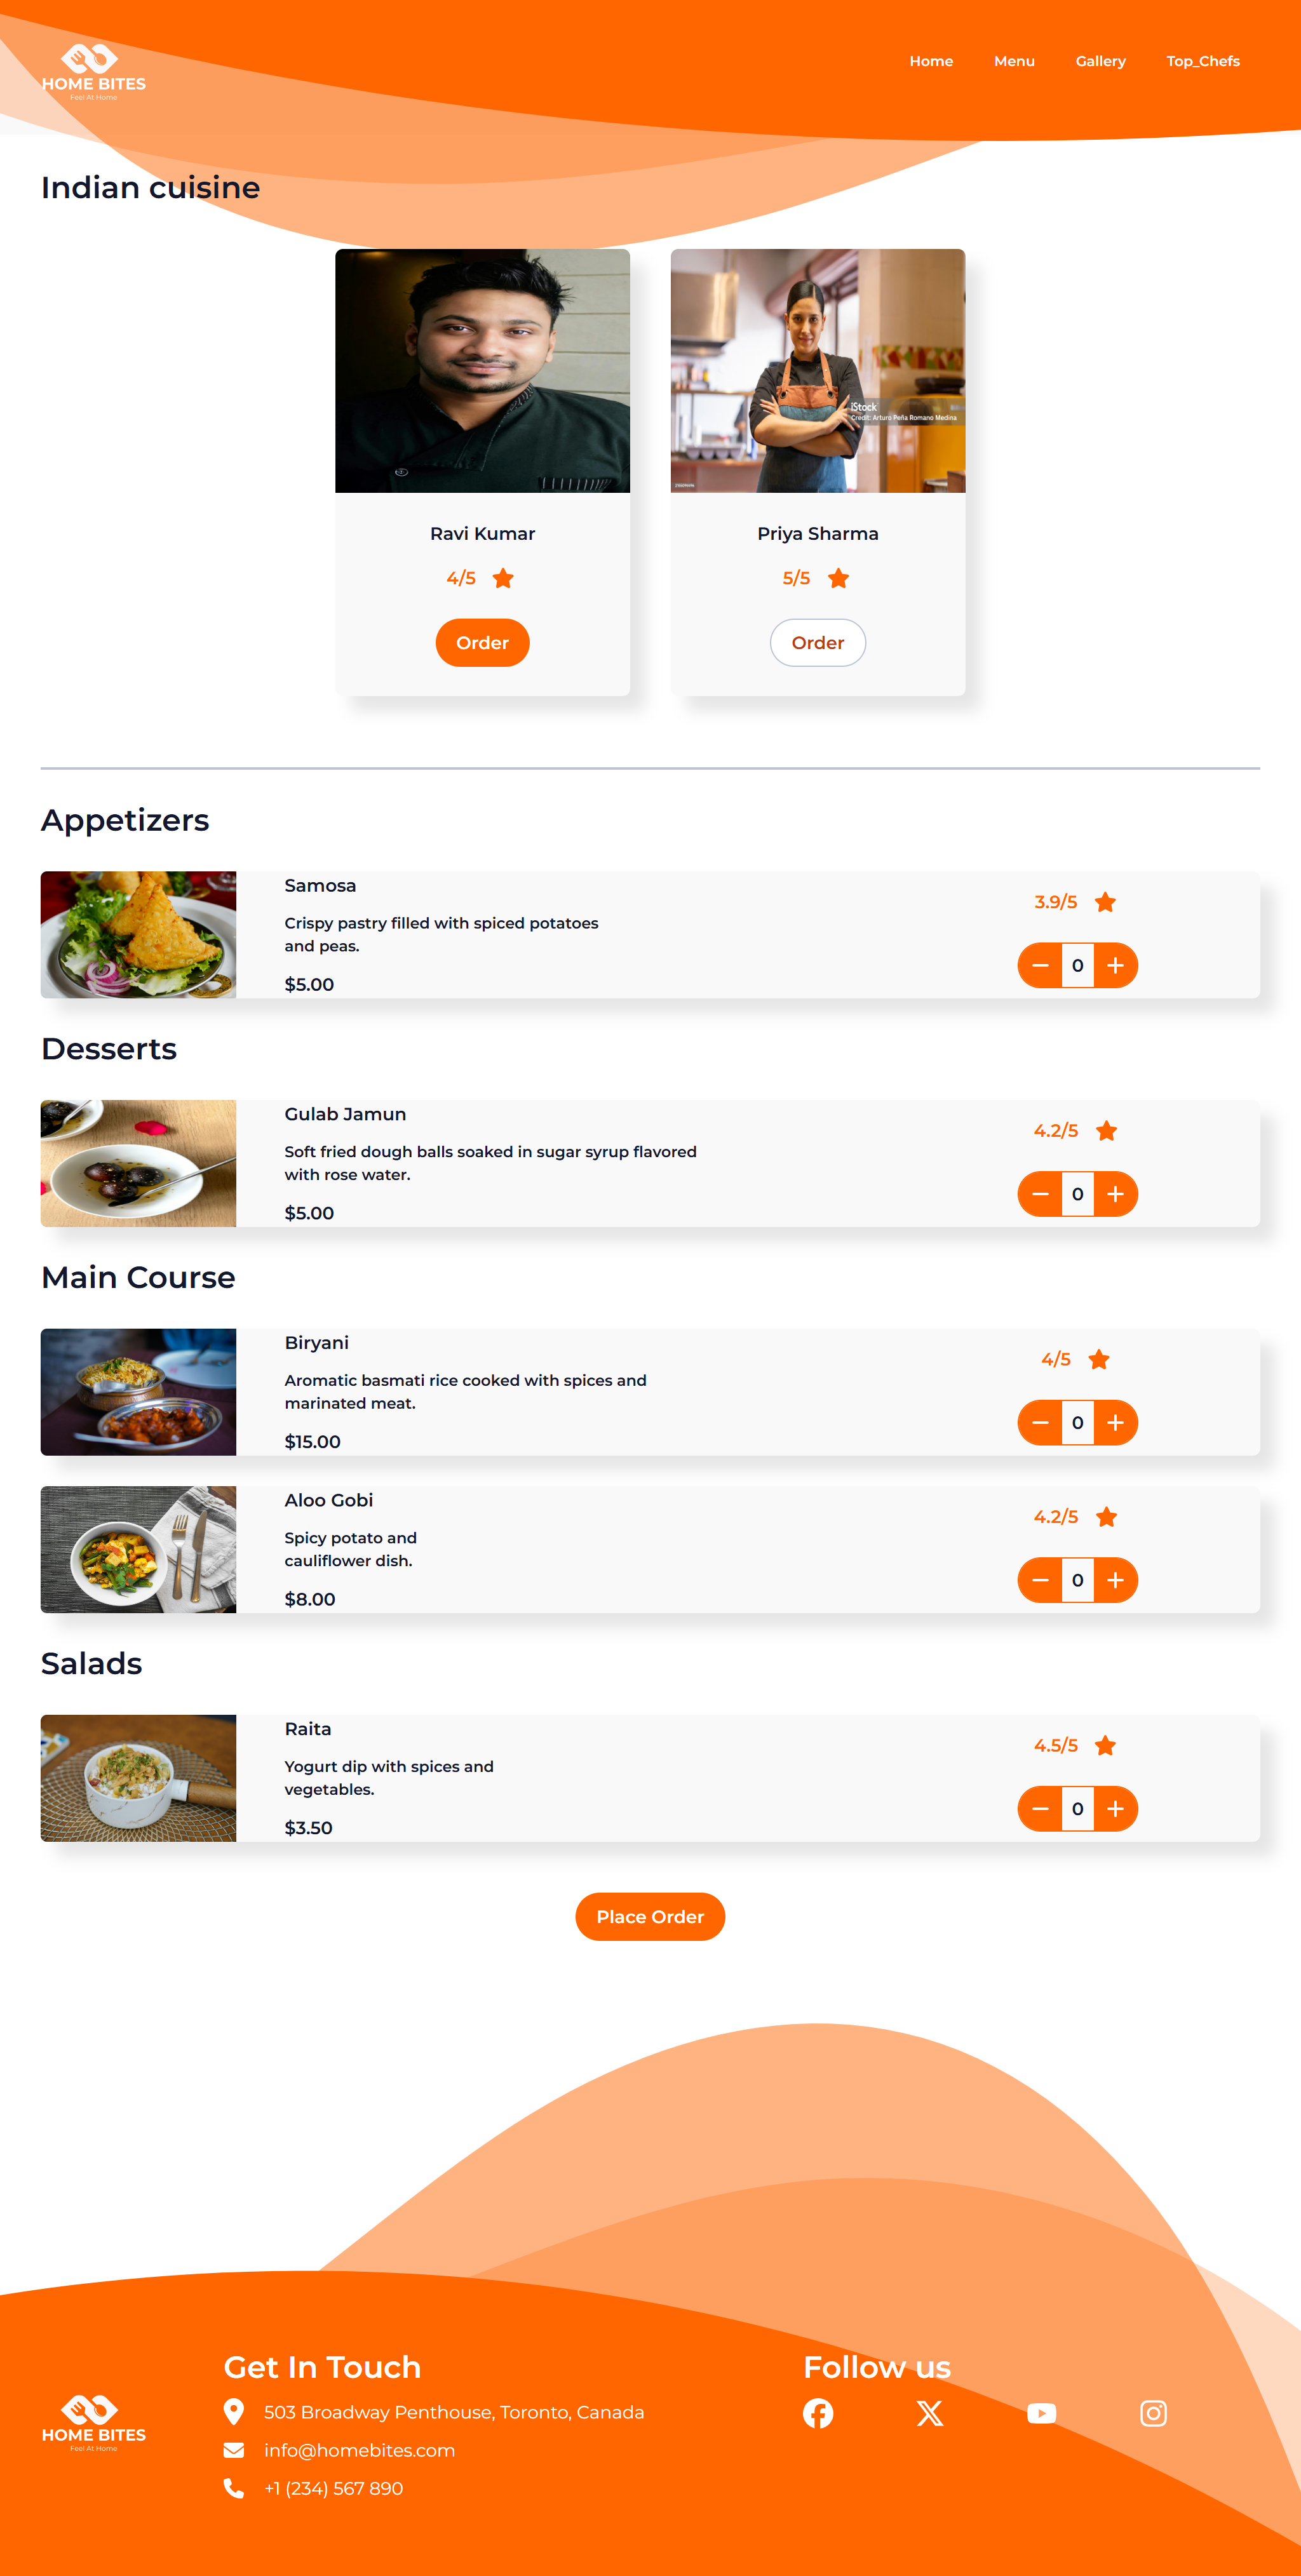 HOME BITES
Feel At Home
Home
Menu
Gallery
Top_Chefs
Indian cuisine
iStock
Credit: Arturo Peña Romano Medina
Ravi Kumar
Priya Sharma
4/5
5/5
Order
Order
Appetizers
Samosa
Crispy pastry filled with spiced potatoes
and peas.
$5.00
3.9/5
0
Desserts
Gulab Jamun
Soft fried dough balls soaked in sugar syrup flavored
with rose water.
$5.00
4.2/5
0
Main Course
Biryani
Aromatic basmati rice cooked with spices and
marinated meat.
$15.00
4/5
0
Aloo Gobi
Spicy potato and
cauliflower dish.
$8.00
4.2/5
0
Salads
Raita
Yogurt dip with spices and
vegetables.
$3.50
4.5/5
0
Place Order
HOME BITES
Feel At Home
Get In Touch
503 Broadway Penthouse, Toronto, Canada
info@homebites.com
+1 (234) 567 890
Follow us